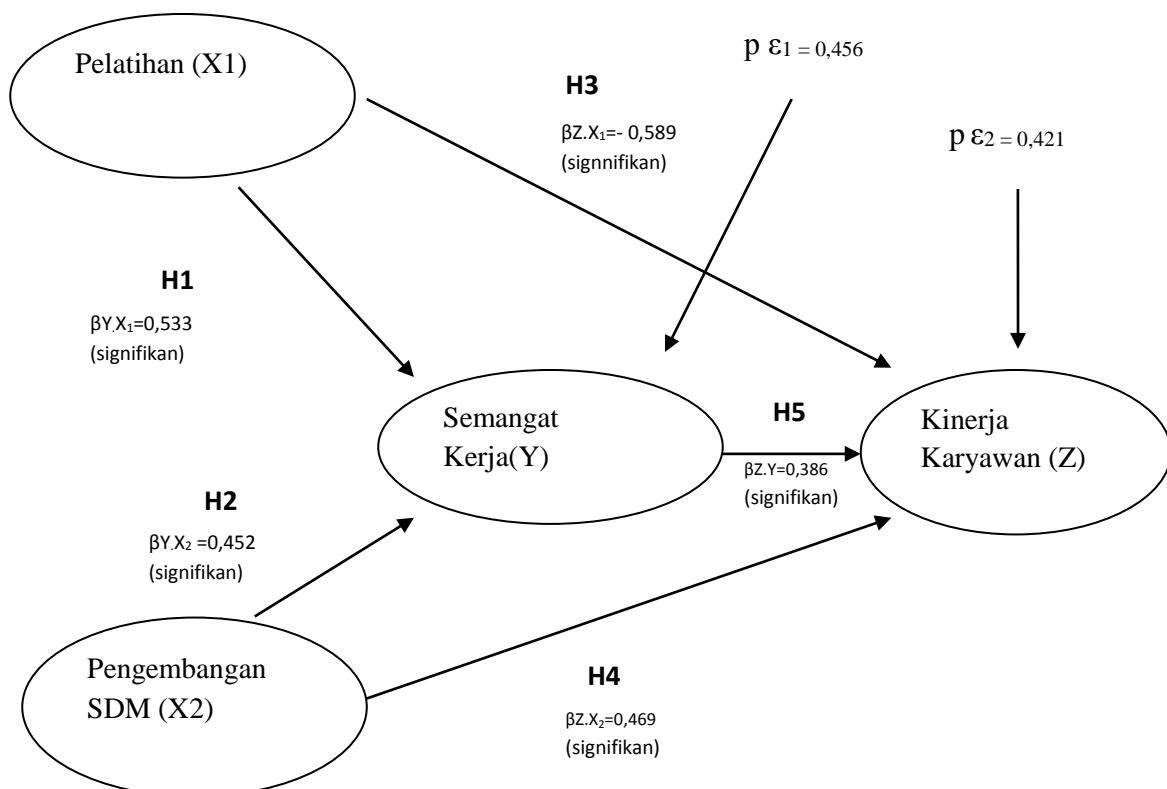 Pelatihan (X1)
p ε₁ = 0,456
H3
βZ.X₁=- 0,589
(signnifikan)
p ε₂ = 0,421
H1
βY.X₁=0,533
(signifikan)
Semangat
Kerja(Y)
H5
βZ.Y=0,386
(signifikan)
Kinerja
Karyawan (Z)
H2
βY.X₂ =0,452
(signifikan)
Pengembangan
SDM (X2)
H4
βZ.X₂=0,469
(signifikan)